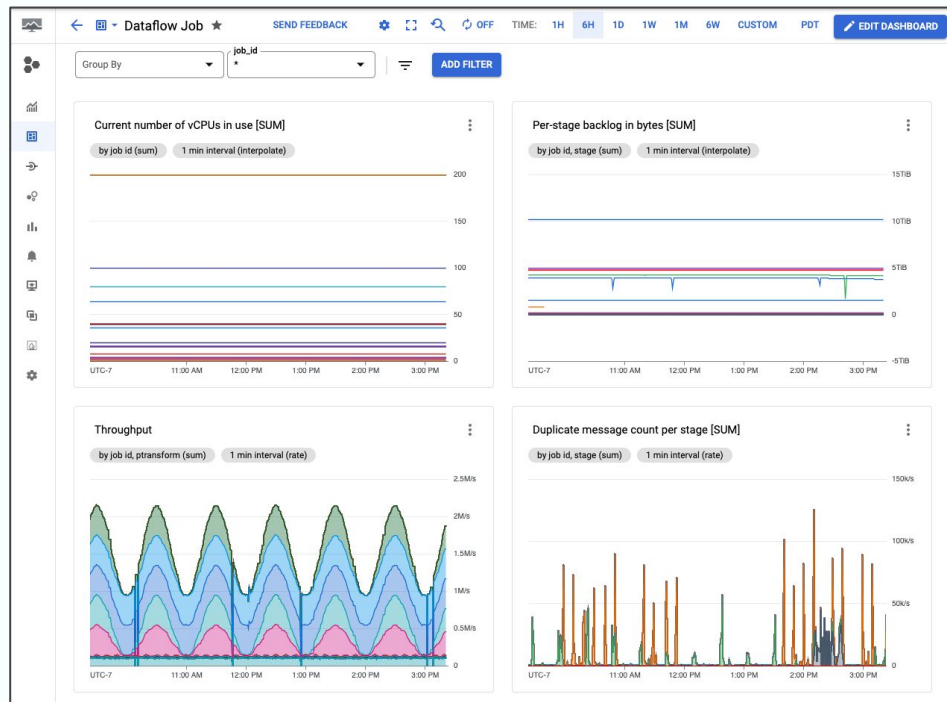 Dataflow Job
SEND FEEDBACK
OFF
TIME:
1H
6H
1D
1W
1M
6W
CUSTOM
PDT
EDIT DASHBOARD
Group By
job_id
*
ADD FILTER
Current number of vCPUs in use [SUM]
by job id (sum)
1 min interval (interpolate)
200
150
100
50
0
UTC-7
11:00 AM
12:00 PM
1:00 PM
2:00 PM
3:00 PM
Per-stage backlog in bytes [SUM]
by job id, stage (sum)
1 min interval (interpolate)
15TiB
10TiB
5TiB
0
-5TiB
UTC-7
11:00 AM
12:00 PM
1:00 PM
2:00 PM
3:00 PM
Throughput
by job id, ptransform (sum)
1 min interval (rate)
2.5M/s
2M/s
1.5M/s
1M/s
0.5M/s
0
UTC-7
11:00 AM
12:00 PM
1:00 PM
2:00 PM
3:00 PM
Duplicate message count per stage [SUM]
by job id, stage (sum)
1 min interval (rate)
150k/s
100k/s
50k/s
0
UTC-7
11:00 AM
12:00 PM
1:00 PM
2:00 PM
3:00 PM